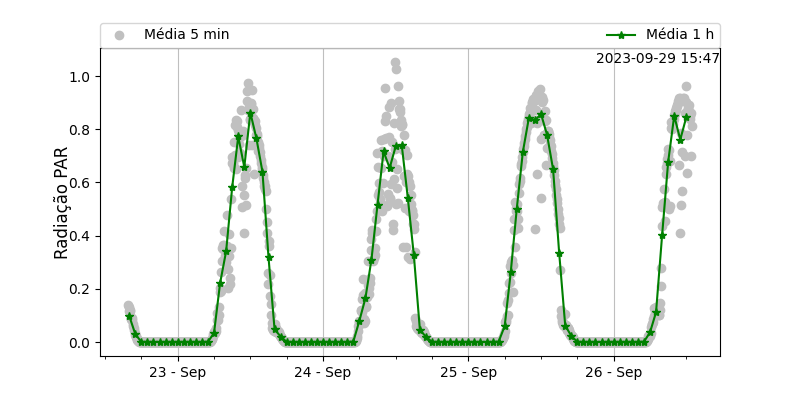 Média 5 min
Média 1 h
2023-09-29 15:47
Radiação PAR
1.0
0.8
0.6
0.4
0.2
0.0
23 - Sep
24 - Sep
25 - Sep
26 - Sep